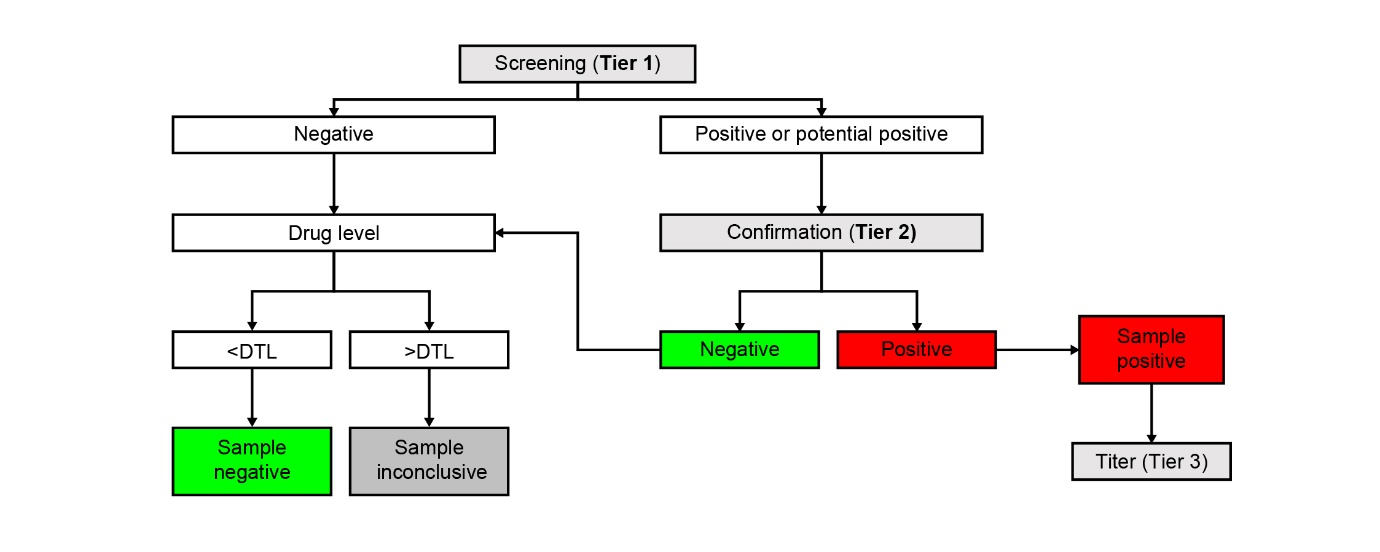 Screening (Tier 1)
Negative
Positive or potential positive
Drug level
Confirmation (Tier 2)
<DTL
>DTL
Negative
Positive
Sample
positive
Sample
negative
Sample
inconclusive
Titer (Tier 3)